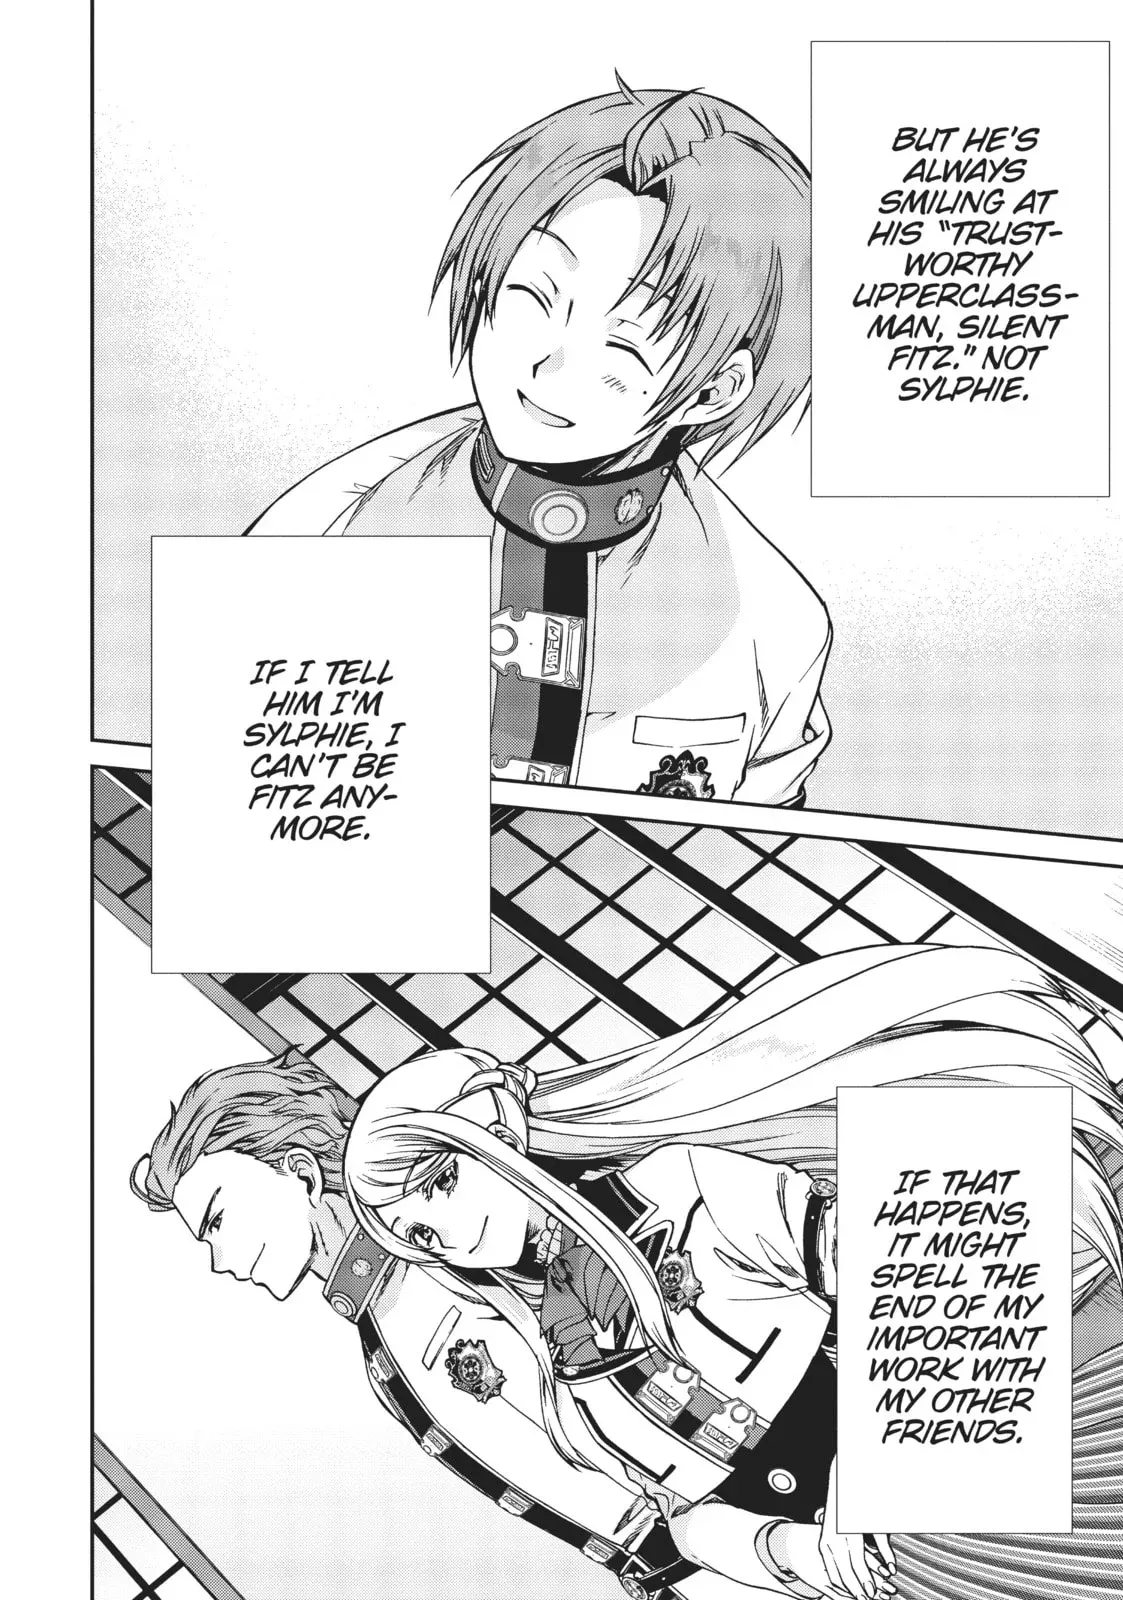 BUT HE'S
ALWAYS
SMILING AT
HIS "TRUST-
WORTHY
UPPERCLASS-
MAN, SILENT
FITZ." NOT
SYLPHIE.
IF I TELL
HIM I'M
SYLPHIE, I
CAN'T BE
FITZ ANY-
MORE.
IF THAT
HAPPENS,
IT MIGHT
SPELL THE
END OF MY
IMPORTANT
WORK WITH
MY OTHER
FRIENDS.